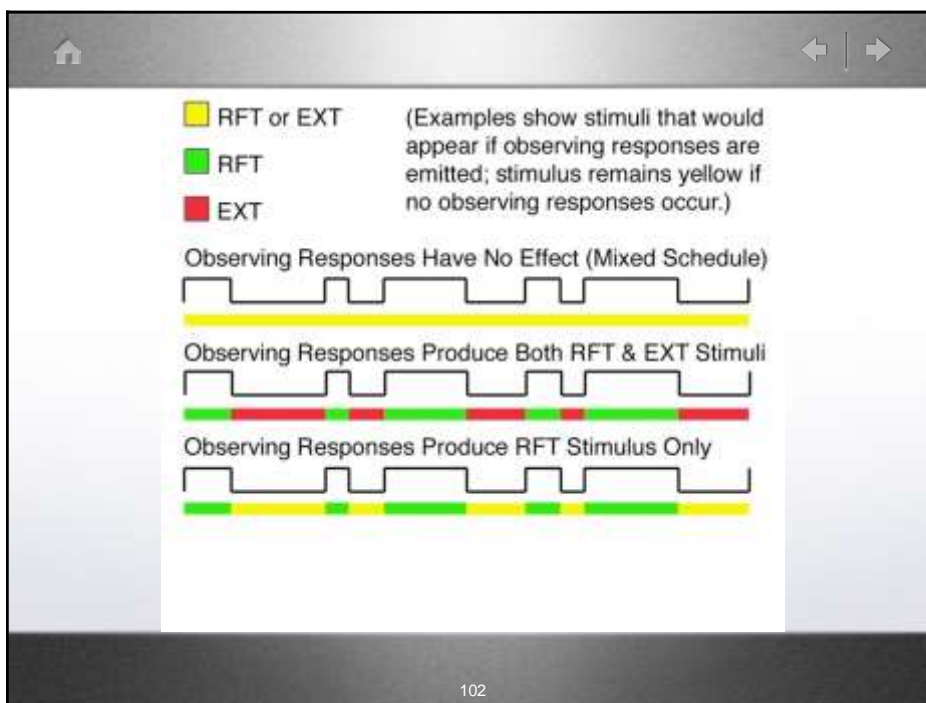 RFT or EXT
RFT
EXT
(Examples show stimuli that would
appear if observing responses are
emitted; stimulus remains yellow if
no observing responses occur.)
Observing Responses Have No Effect (Mixed Schedule)
Observing Responses Produce Both RFT & EXT Stimuli
Observing Responses Produce RFT Stimulus Only
102